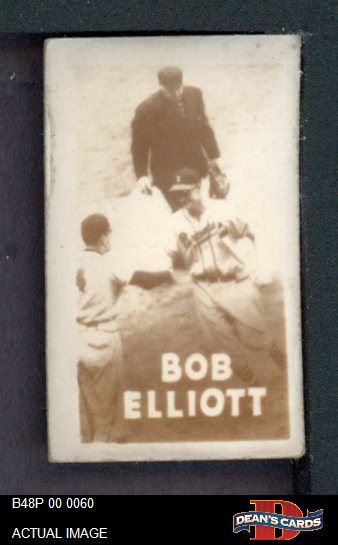 BOB
ELLIOTT
B48P 00 0060
ACTUAL IMAGE
DEAN'S CARDS